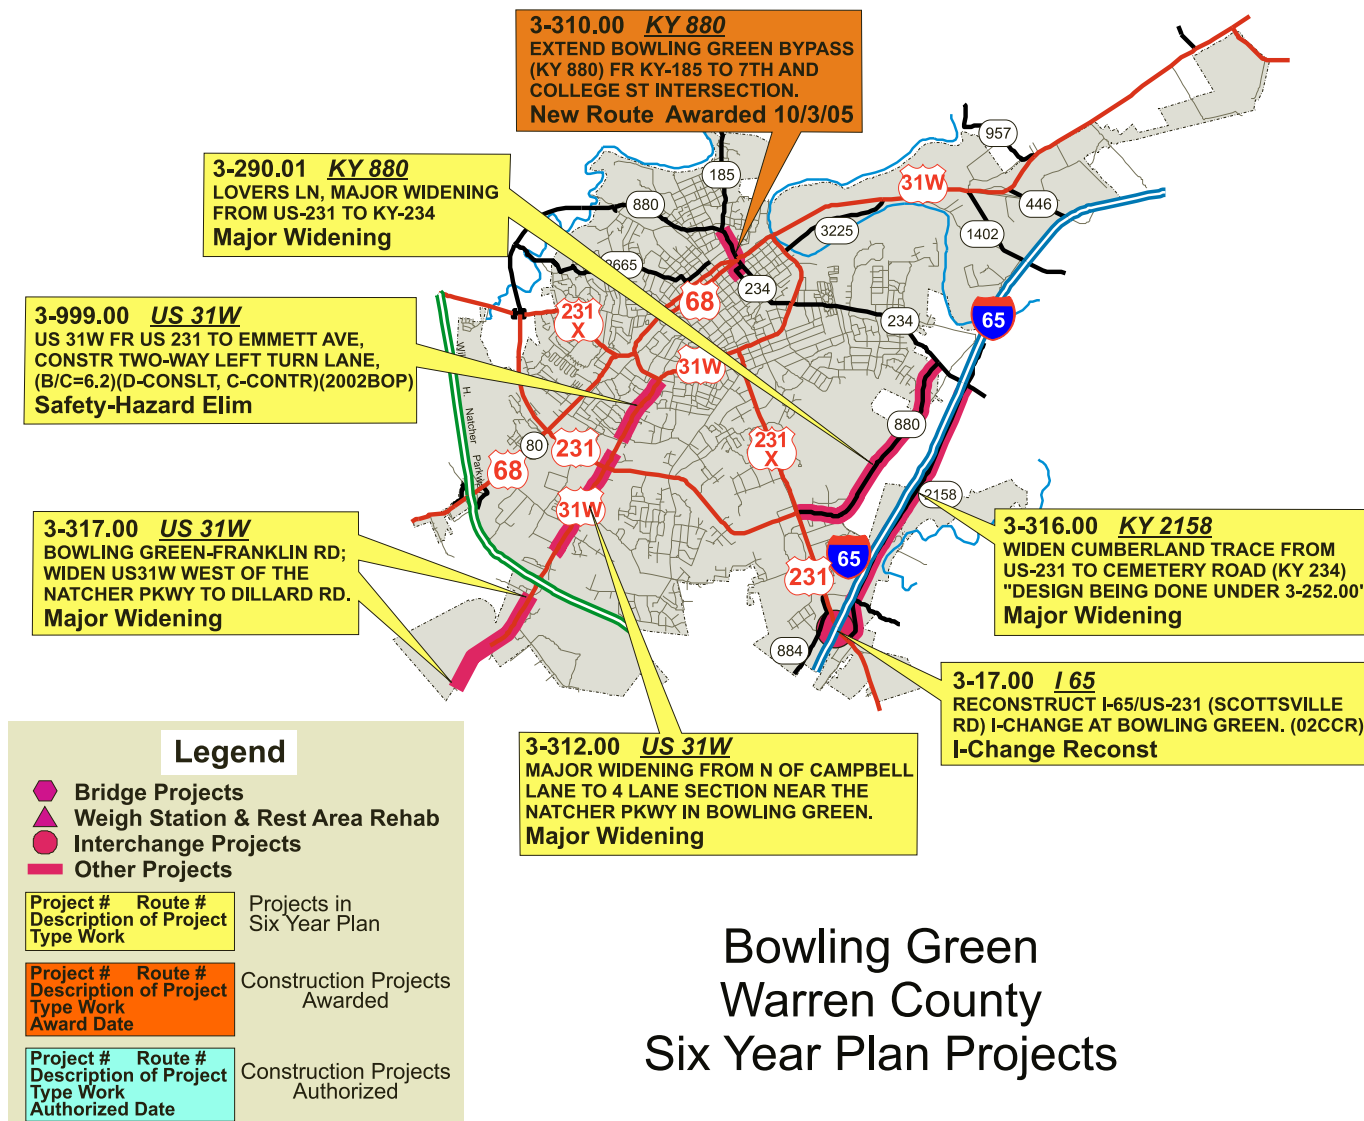 3-310.00 KY 880
EXTEND BOWLING GREEN BYPASS
(KY 880) FR KY-185 TO 7TH AND
COLLEGE ST INTERSECTION.
New Route Awarded 10/3/05
3-290.01 KY 880
LOVERS LN, MAJOR WIDENING
FROM US-231 TO KY-234
Major Widening
3-999.00 US 31W
US 31W FR US 231 TO EMMETT AVE,
CONSTR TWO-WAY LEFT TURN LANE,
(B/C=6.2)(D-CONSLT, C-CONTR)(2002BOP)
Safety-Hazard Elim
3-317.00 US 31W
BOWLING GREEN-FRANKLIN RD;
WIDEN US31W WEST OF THE
NATCHER PKWY TO DILLARD RD.
Major Widening
3-312.00 US 31W
MAJOR WIDENING FROM N OF CAMPBELL
LANE TO 4 LANE SECTION NEAR THE
NATCHER PKWY IN BOWLING GREEN.
Major Widening
3-316.00 KY 2158
WIDEN CUMBERLAND TRACE FROM
US-231 TO CEMETERY ROAD (KY 234)
"DESIGN BEING DONE UNDER 3-252.00"
Major Widening
3-17.00 I 65
RECONSTRUCT I-65/US-231 (SCOTTSVILLE
RD) I-CHANGE AT BOWLING GREEN. (02CCR)
I-Change Reconst
957
185
31W
880
446
3225
1402
234
68
231
X
65
234
31W
880
231
X
80
231
68
2158
31W
65
231
884
H. Natcher
Legend
Bridge Projects
Weigh Station & Rest Area Rehab
Interchange Projects
Other Projects
Project # Route #
Description of Project
Type Work
Projects in
Six Year Plan
Project # Route #
Description of Project
Type Work
Award Date
Construction Projects
Awarded
Project # Route #
Description of Project
Type Work
Authorized Date
Construction Projects
Authorized
Bowling Green
Warren County
Six Year Plan Projects